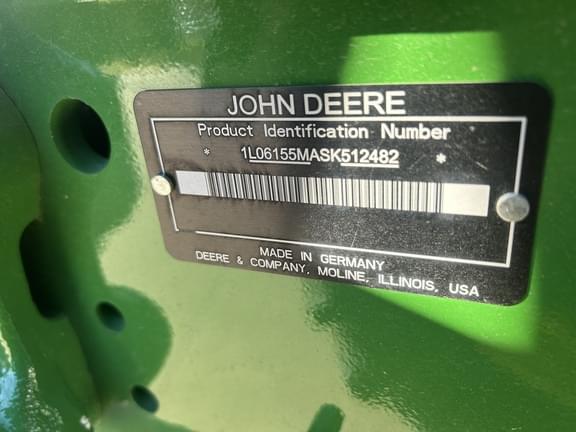 JOHN DEERE
Product Identification Number
* 1L06155MASK512482 *
MADE IN GERMANY
DEERE & COMPANY, MOLINE, ILLINOIS, USA